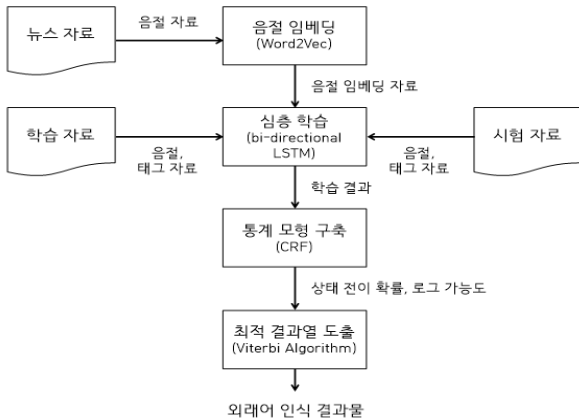 뉴스 자료
음절 자료
음절 임베딩
(Word2Vec)
음절 임베딩 자료
학습 자료
음절,
태그 자료
심층 학습
(bi-directional
LSTM)
시험 자료
음절,
태그 자료
학습 결과
통계 모형 구축
(CRF)
상태 전이 확률, 로그 가능도
최적 결과열 도출
(Viterbi Algorithm)
외래어 인식 결과물